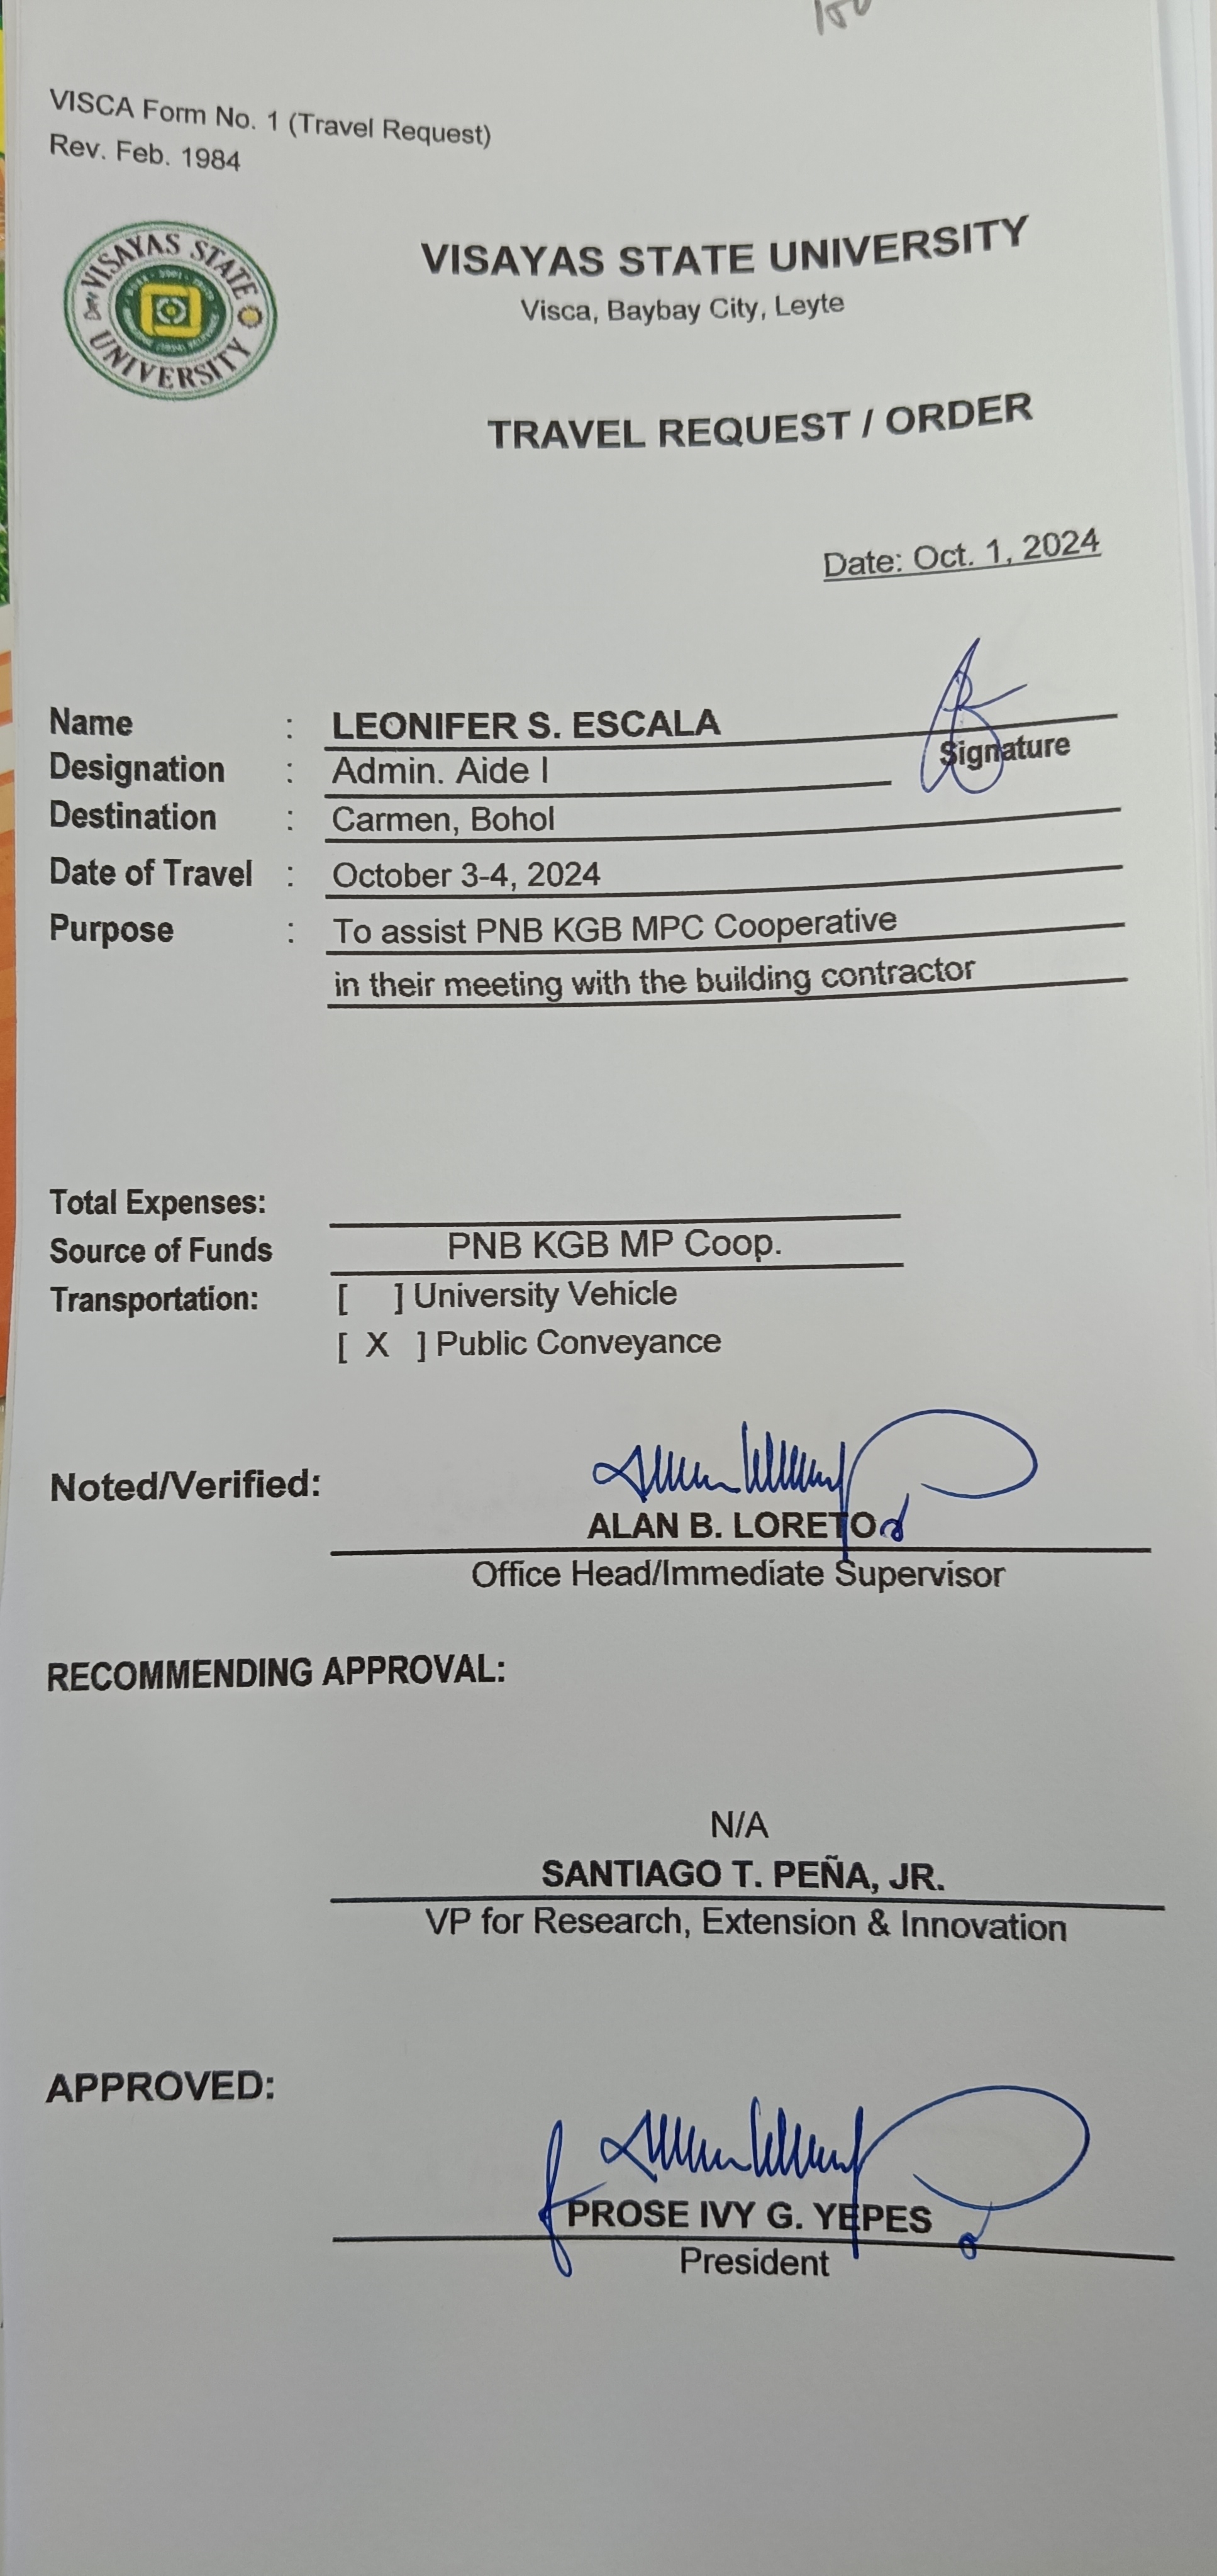 VISCA Form No. 1 (Travel Request)
Rev. Feb. 1984
VISAYAS STATE
UNIVERSITY
VISAYAS STATE UNIVERSITY
Visca, Baybay City, Leyte
TRAVEL REQUEST / ORDER
Date: Oct. 1, 2024
Name : LEONIFER S. ESCALA
Signature
Designation : Admin. Aide I
Destination : Carmen, Bohol
Date of Travel : October 3-4, 2024
Purpose : To assist PNB KGB MPC Cooperative
in their meeting with the building contractor
Total Expenses:
Source of Funds PNB KGB MP Coop.
Transportation: [ ] University Vehicle
[ X ] Public Conveyance
Noted/Verified:
ALAN B. LORETO
Office Head/Immediate Supervisor
RECOMMENDING APPROVAL:
N/A
SANTIAGO T. PEÑA, JR.
VP for Research, Extension & Innovation
APPROVED:
PROSE IVY G. YEPES
President